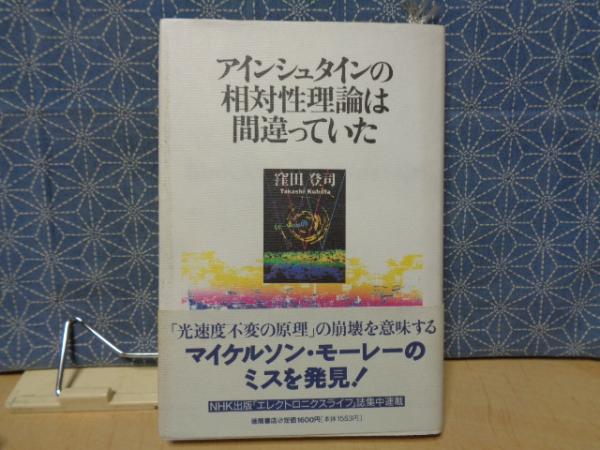 アインシュタインの
相対性理論は
間違っていた
窪田 登司
Takashi Kubota
「光速度不変の原理」の崩壊を意味する
マイケルソン・モーレーの
ミスを発見!
NHK出版「エレクトロニクスライフ」誌集中連載
徳間書店●定価1600円[本体1553円]